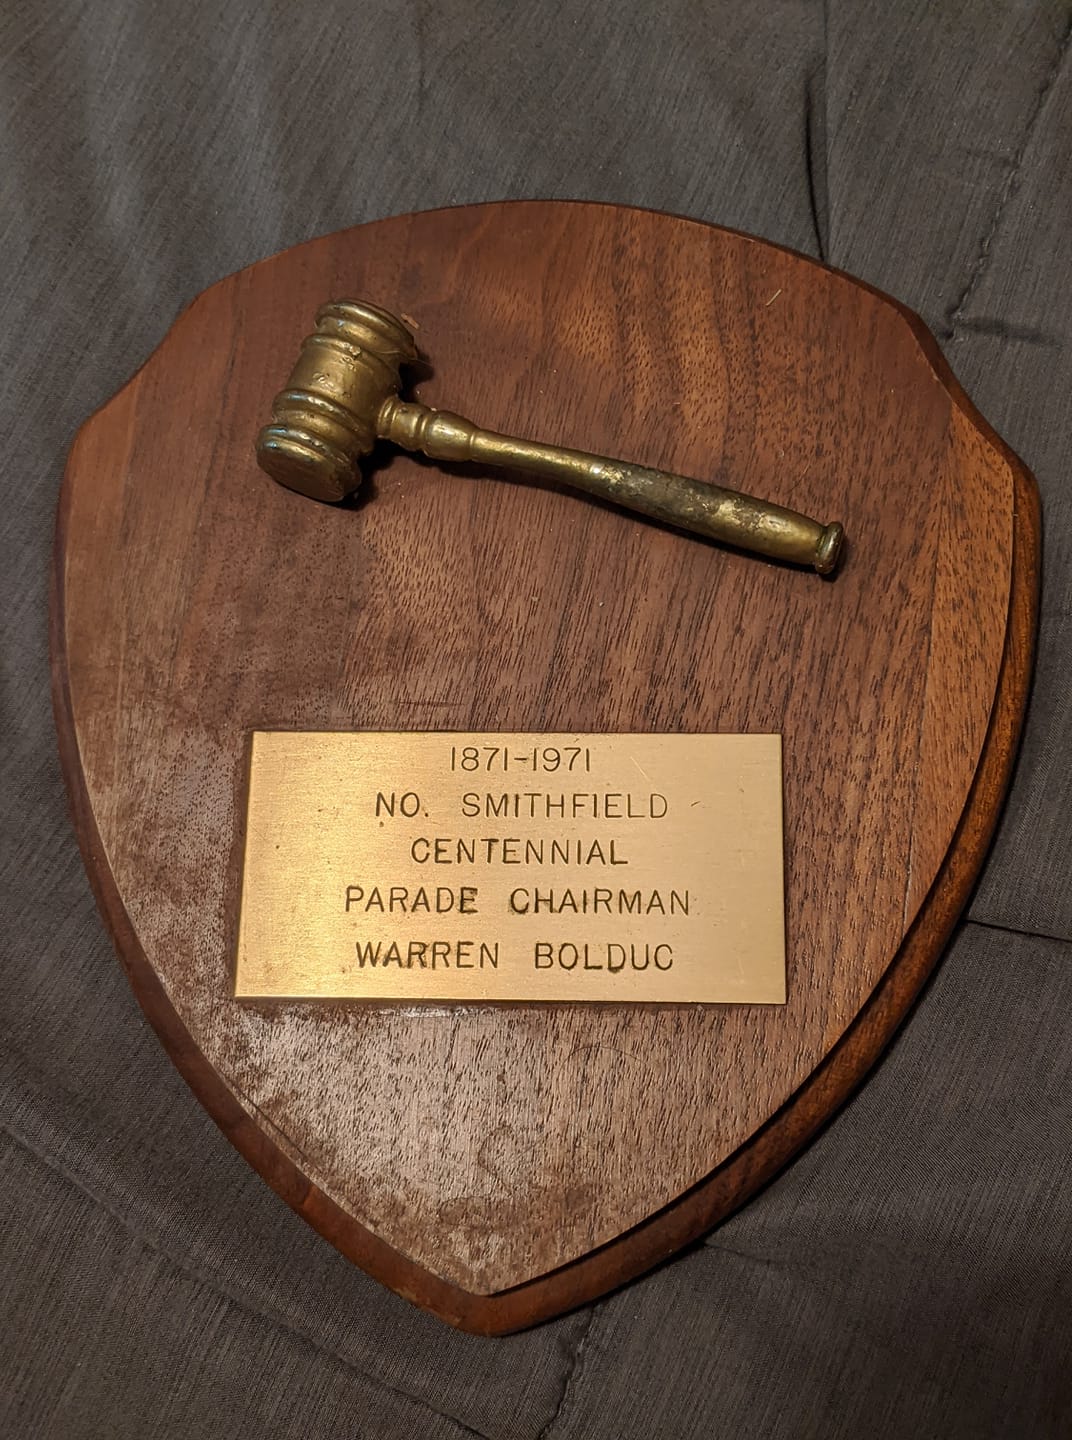 1871-1971
NO. SMITHFIELD
CENTENNIAL
PARADE CHAIRMAN
WARREN BOLDUC